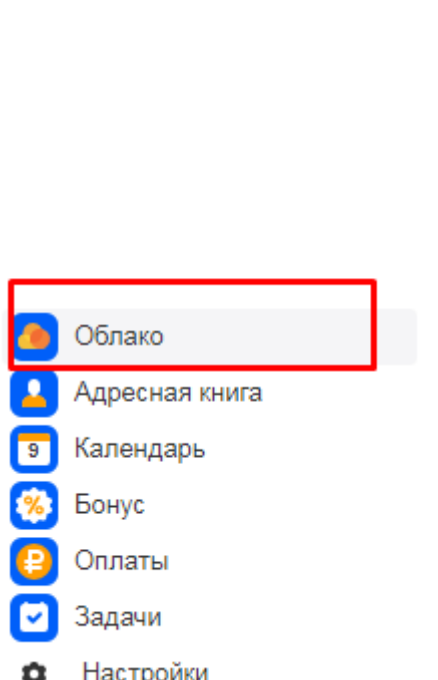 Облако
Адресная книга
9
Календарь
%
Бонус
₽
Оплаты
Задачи
Настройки